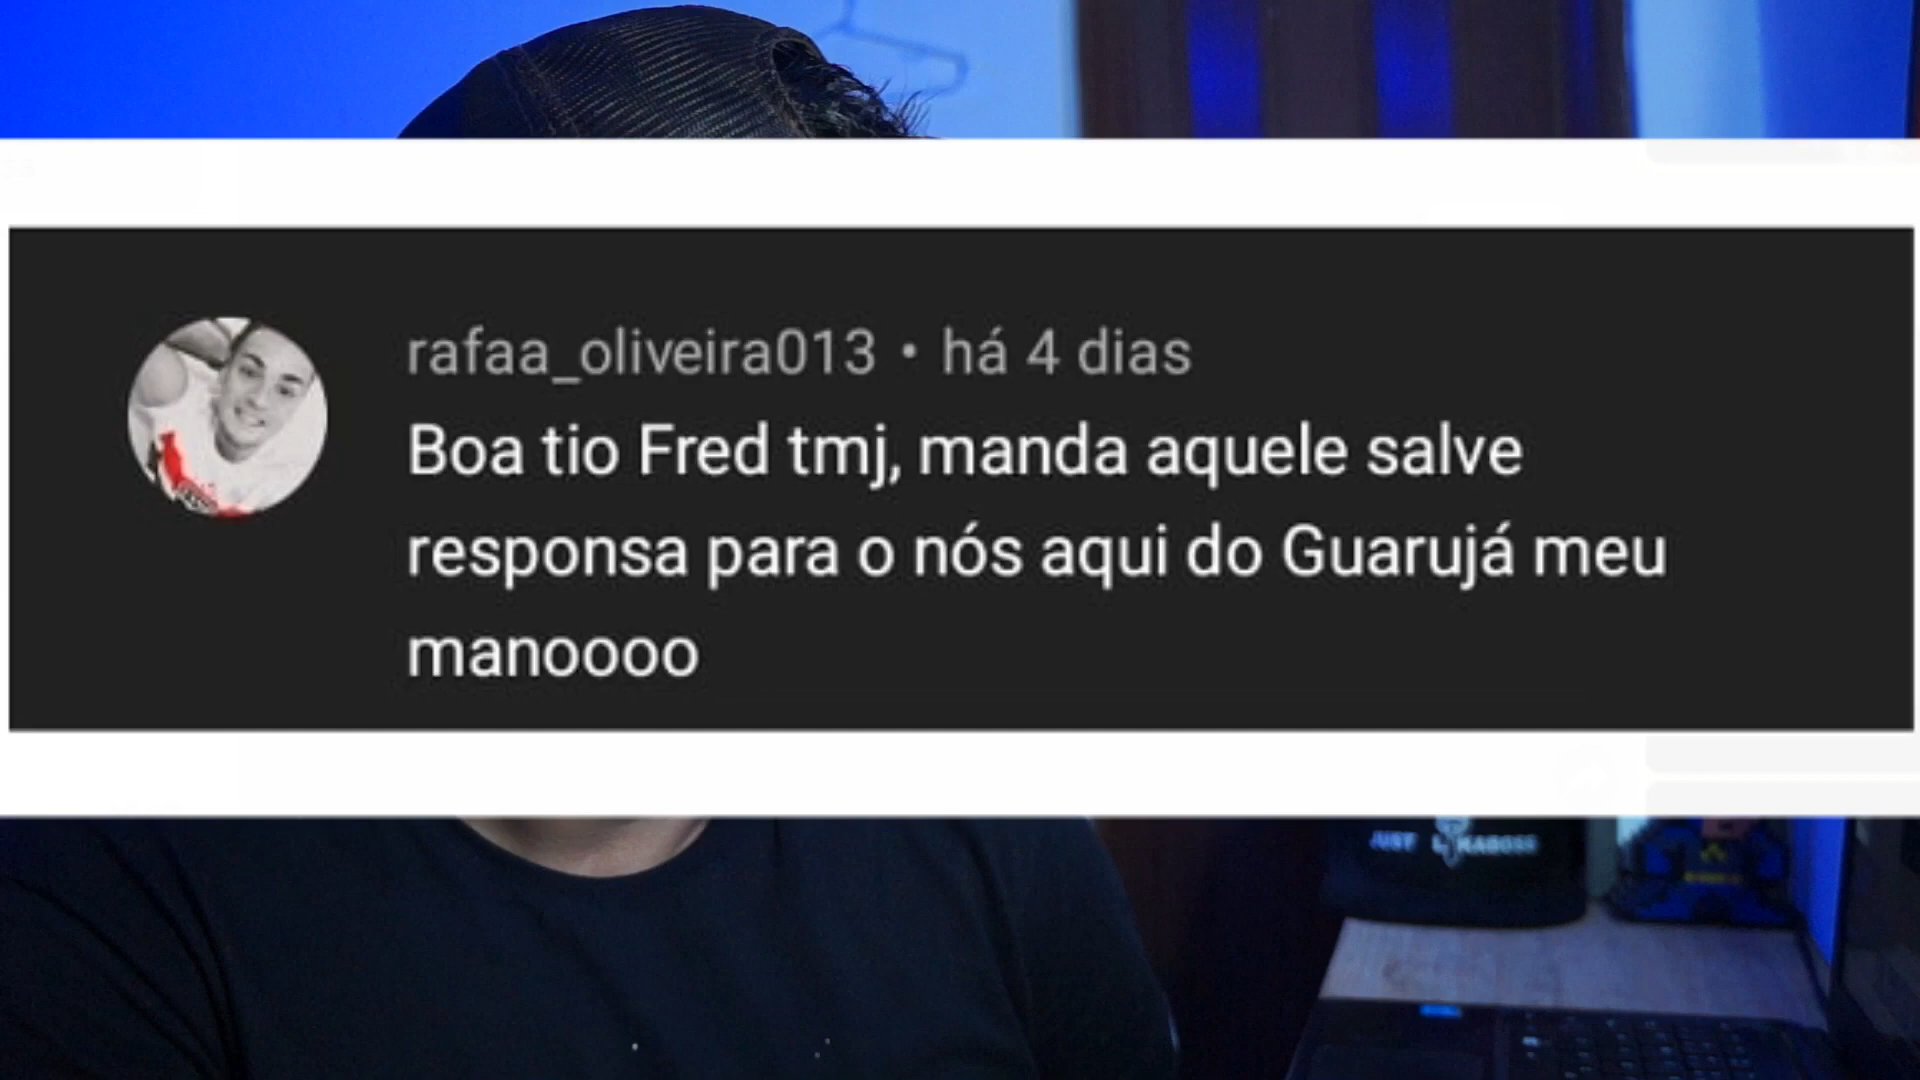 rafaa_oliveira013 • há 4 dias
Boa tio Fred tmj, manda aquele salve
responsa para o nós aqui do Guarujá meu
manoooo
JUST